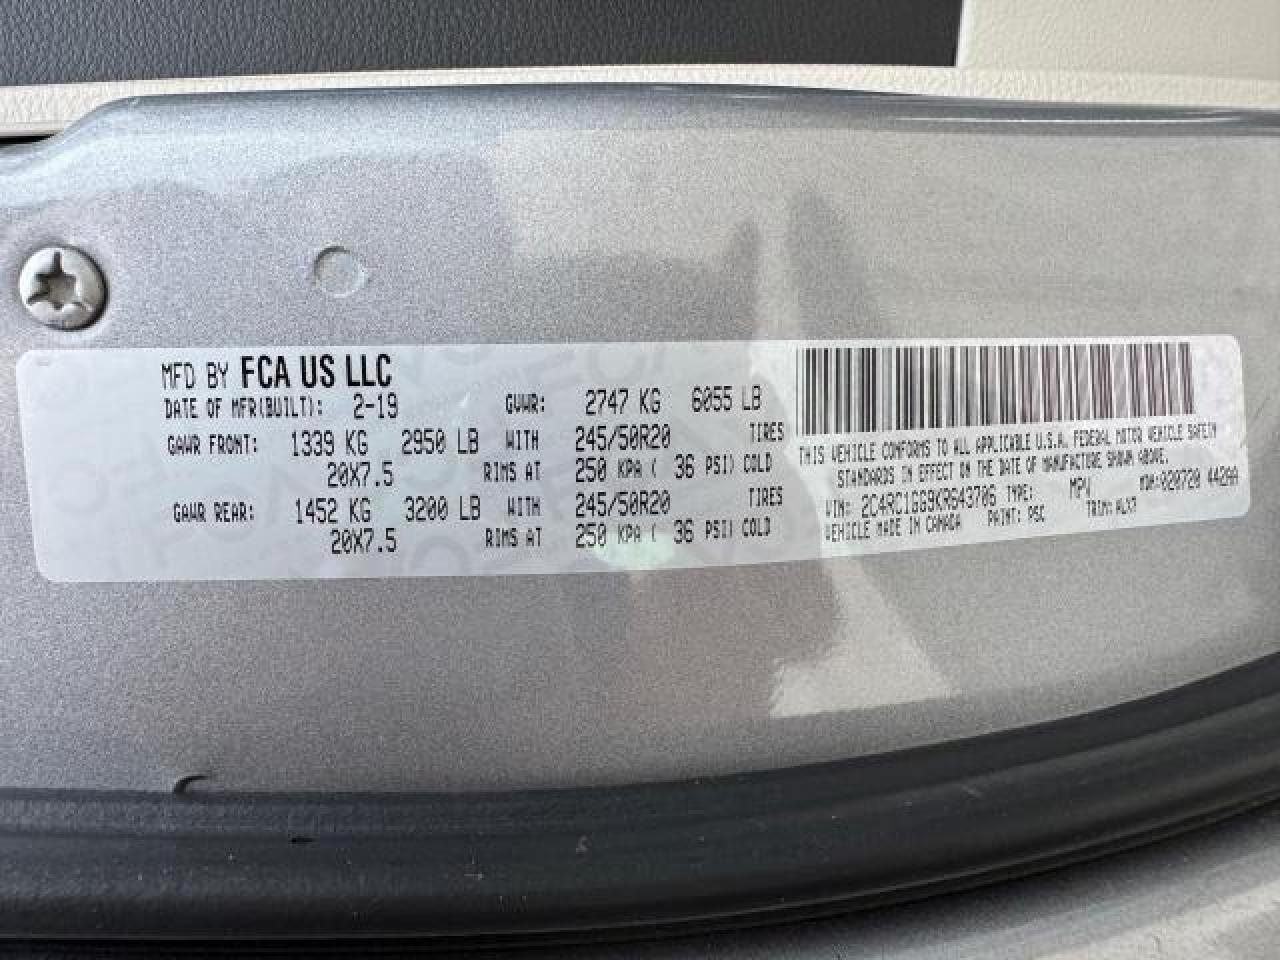 MFD BY FCA US LLC
DATE OF MFR(BUILT): 2-19 GVWR: 2747 KG 6055 LB
GAWR FRONT: 1339 KG 2950 LB WITH 245/50R20 TIRES
20X7.5 RIMS AT 250 KPA ( 36 PSI) COLD
GAWR REAR: 1452 KG 3200 LB WITH 245/50R20 TIRES
20X7.5 RIMS AT 250 KPA ( 36 PSI) COLD
THIS VEHICLE CONFORMS TO ALL APPLICABLE U.S.A. FEDERAL MOTOR VEHICLE SAFETY
STANDARDS IN EFFECT ON THE DATE OF MANUFACTURE SHOWN ABOVE.
VIN: 2C4RC1GG9KR643706 TYPE: MPV MDH:020720 442AA
VEHICLE MADE IN CANADA PAINT: PSC TRIM: ALX7